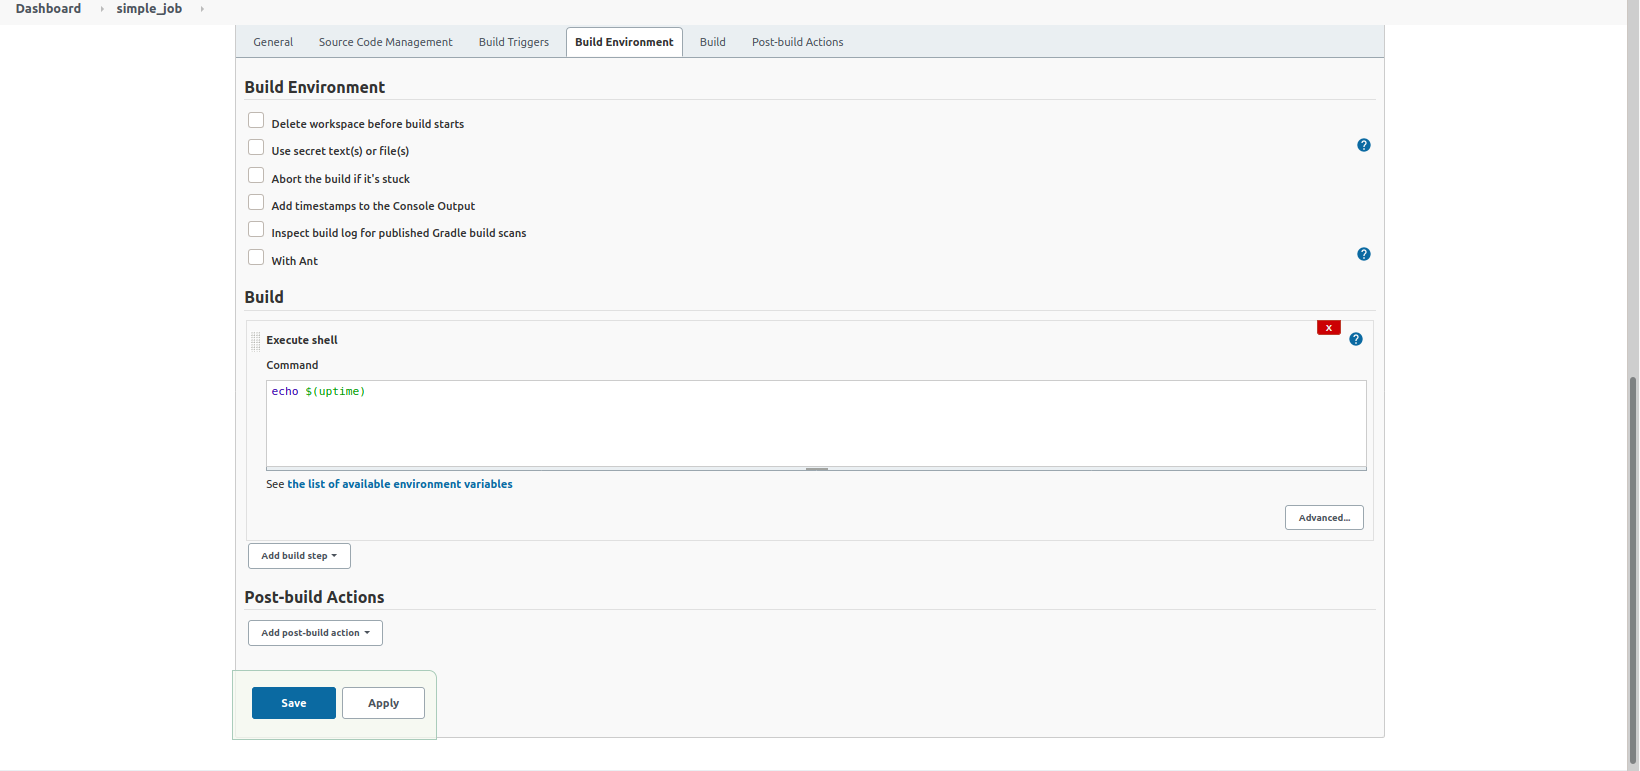 Dashboard simple_job
General Source Code Management Build Triggers Build Environment Build Post-build Actions
Build Environment
Delete workspace before build starts
Use secret text(s) or file(s)
?
Abort the build if it's stuck
Add timestamps to the Console Output
Inspect build log for published Gradle build scans
With Ant
?
Build
X
Execute shell
?
Command
echo $(uptime)
See the list of available environment variables
Advanced...
Add build step
Post-build Actions
Add post-build action
Save Apply